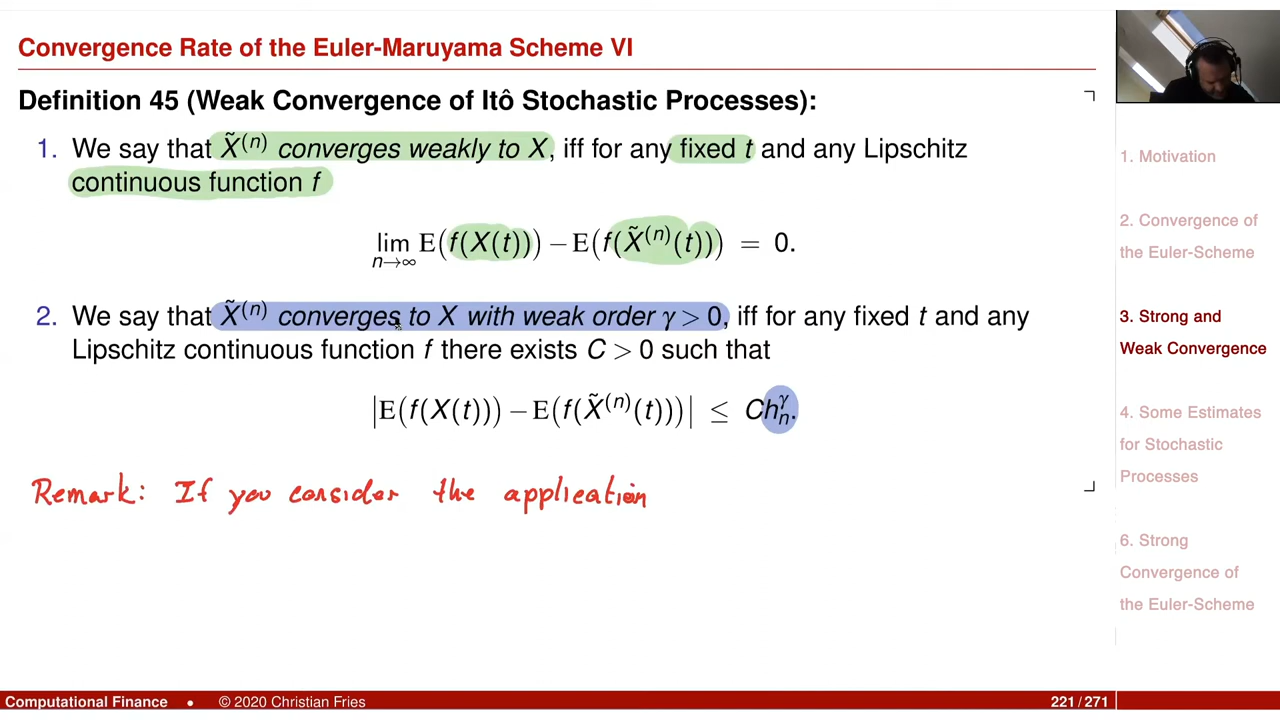 Convergence Rate of the Euler-Maruyama Scheme VI
Definition 45 (Weak Convergence of Itô Stochastic Processes):
1. We say that X̃⁽ⁿ⁾ converges weakly to X, iff for any fixed t and any Lipschitz
continuous function f
lim_{n→∞} E(f(X(t))) − E(f(X̃⁽ⁿ⁾(t))) = 0.
2. We say that X̃⁽ⁿ⁾ converges to X with weak order γ > 0, iff for any fixed t and any
Lipschitz continuous function f there exists C > 0 such that
|E(f(X(t))) − E(f(X̃⁽ⁿ⁾(t)))| ≤ Ch_n^γ.
Remark: If you consider the application
1. Motivation
2. Convergence of
the Euler-Scheme
3. Strong and
Weak Convergence
4. Some Estimates
for Stochastic
Processes
6. Strong
Convergence of
the Euler-Scheme
Computational Finance • © 2020 Christian Fries 221/271